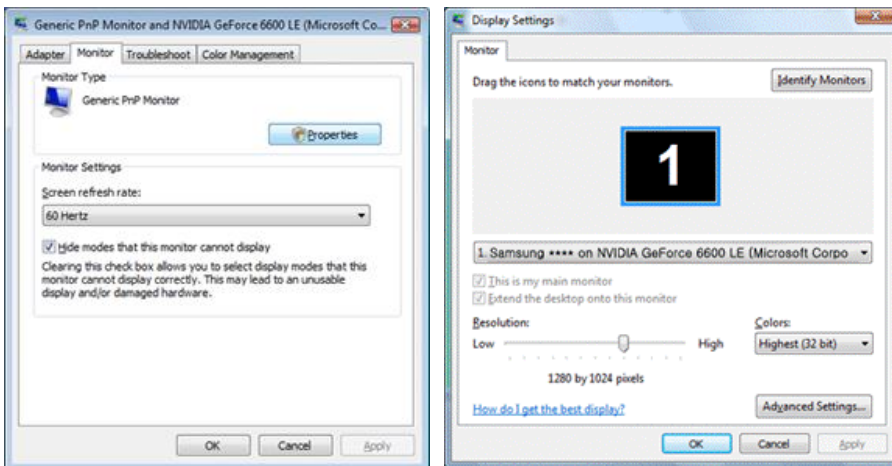 Generic PnP Monitor and NVIDIA GeForce 6600 LE (Microsoft Co...
Adapter Monitor Troubleshoot Color Management
Monitor Type
Generic PnP Monitor
Properties
Monitor Settings
Screen refresh rate:
60 Hertz
Hide modes that this monitor cannot display
Clearing this check box allows you to select display modes that this
monitor cannot display correctly. This may lead to an unusable
display and/or damaged hardware.
OK Cancel Apply
Display Settings
Monitor
Drag the icons to match your monitors.
Identify Monitors
1
1. Samsung **** on NVIDIA GeForce 6600 LE (Microsoft Corpo
This is my main monitor
Extend the desktop onto this monitor
Resolution:
Low High
1280 by 1024 pixels
Colors:
Highest (32 bit)
How do I get the best display?
Advanced Settings...
OK Cancel Apply